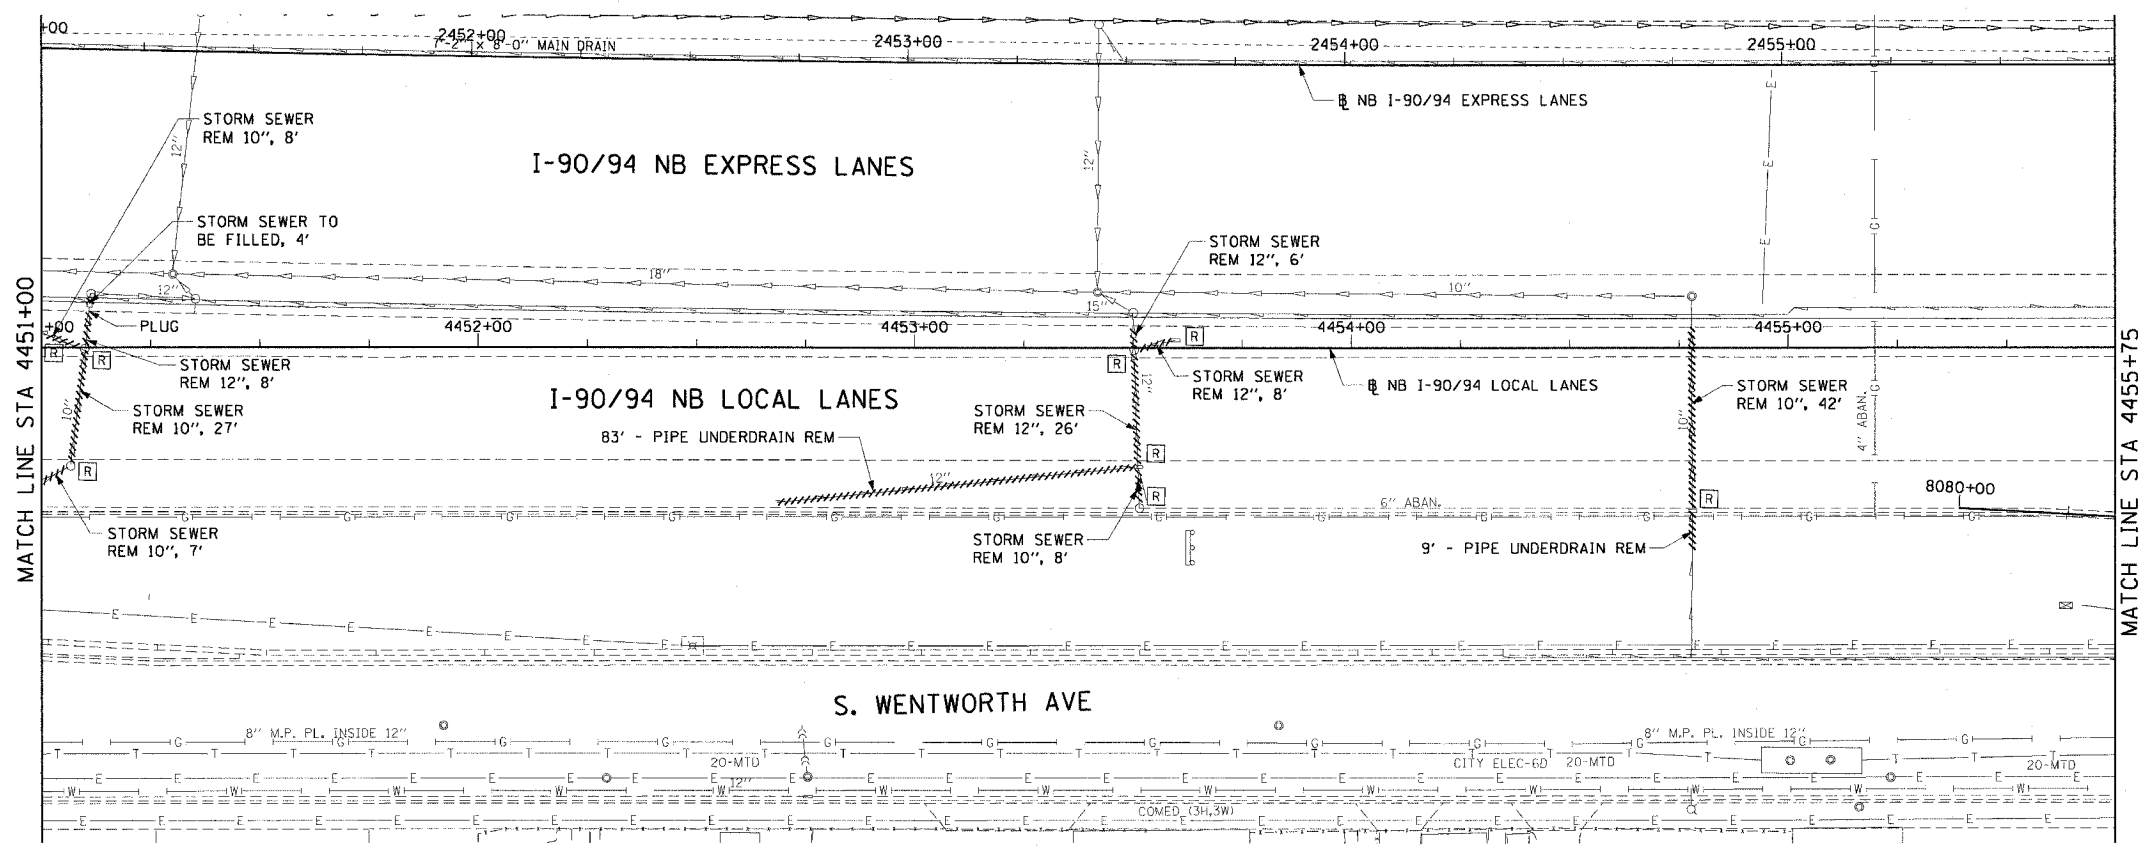 +00
2452+00
7'-2" x 8'-0" MAIN DRAIN
2453+00
2454+00
2455+00
℄ NB I-90/94 EXPRESS LANES
STORM SEWER
REM 10", 8'
12"
12"
I-90/94 NB EXPRESS LANES
STORM SEWER TO
BE FILLED, 4'
STORM SEWER
REM 12", 6'
18"
12"
10"
15"
+00
PLUG
4452+00
4453+00
4454+00
4455+00
R
R
R
R
STORM SEWER
REM 12", 8'
STORM SEWER
REM 12", 8'
℄ NB I-90/94 LOCAL LANES
STORM SEWER
REM 10", 42'
12"
I-90/94 NB LOCAL LANES
10"
STORM SEWER
REM 10", 27'
STORM SEWER
REM 12", 26'
10"
4" ABAN.
83' - PIPE UNDERDRAIN REM
R
R
12"
R
R
8080+00
6" ABAN.
G G G G G G G G G G G G
STORM SEWER
REM 10", 7'
STORM SEWER
REM 10", 8'
9' - PIPE UNDERDRAIN REM
MATCH LINE STA 4451+00
MATCH LINE STA 4455+75
S. WENTWORTH AVE
8" M.P. PL. INSIDE 12"
8" M.P. PL. INSIDE 12"
20-MTD
CITY ELEC-6D
20-MTD
20-MTD
12"
COMED (3H,3W)